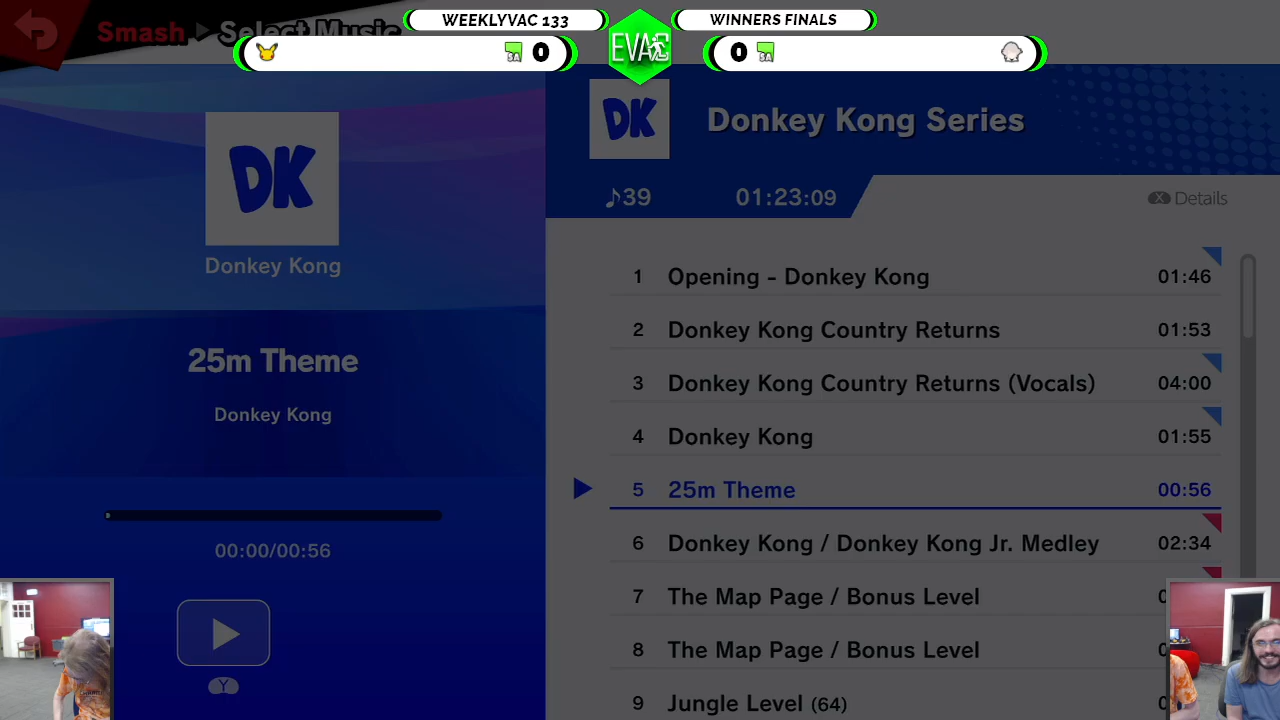 WEEKLYVAC 133
WINNERS FINALS
Smash ▶ Select Music
SA 0
EVAC
0 SA
DK
Donkey Kong
25m Theme
Donkey Kong
00:00/00:56
Y
DK
Donkey Kong Series
♪39 01:23:09
X Details
1 Opening - Donkey Kong 01:46
2 Donkey Kong Country Returns 01:53
3 Donkey Kong Country Returns (Vocals) 04:00
4 Donkey Kong 01:55
5 25m Theme 00:56
6 Donkey Kong / Donkey Kong Jr. Medley 02:34
7 The Map Page / Bonus Level
8 The Map Page / Bonus Level
9 Jungle Level (64)